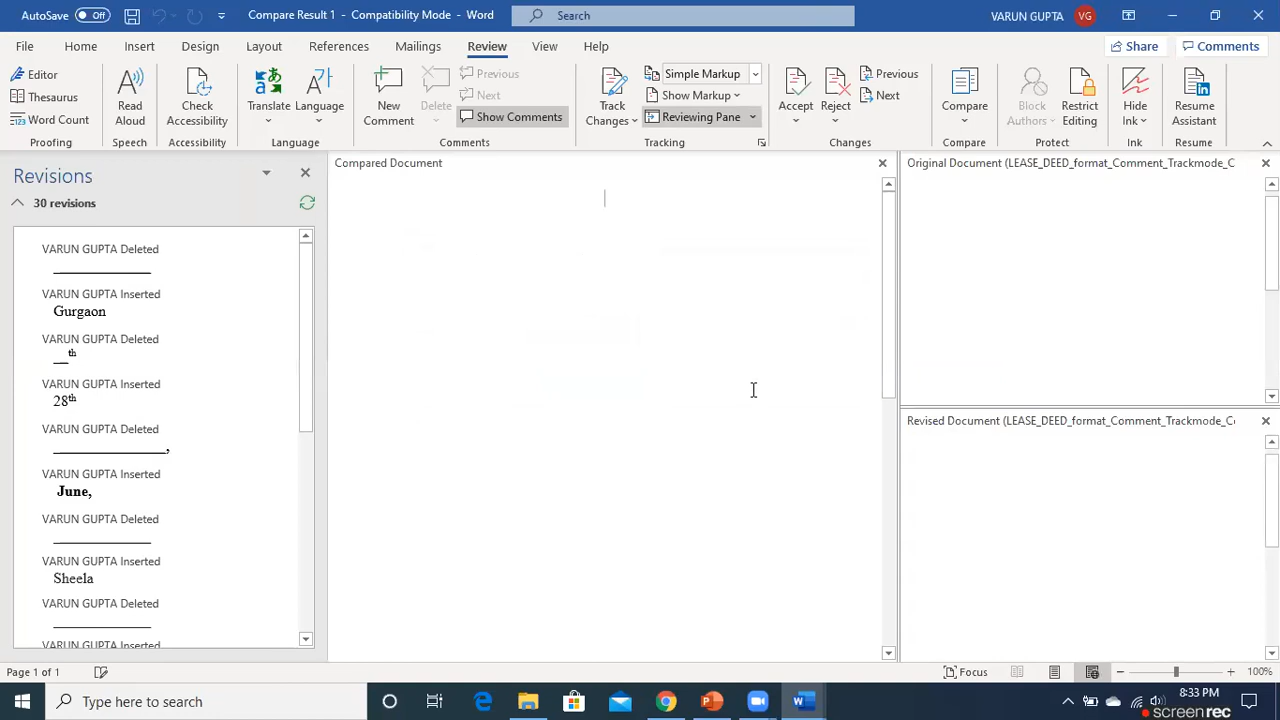 AutoSave Off Compare Result 1 - Compatibility Mode - Word Search VARUN GUPTA VG
File Home Insert Design Layout References Mailings Review View Help Share Comments
Editor
Thesaurus
Word Count
Proofing
Read Aloud
Speech
Check Accessibility
Accessibility
Translate
Language
Language
New Comment
Delete
Previous
Next
Show Comments
Comments
Track Changes
Simple Markup
Show Markup
Reviewing Pane
Tracking
Accept
Reject
Previous
Next
Changes
Compare
Compare
Block Authors
Restrict Editing
Protect
Hide Ink
Ink
Resume Assistant
Resume
Revisions
30 revisions
VARUN GUPTA Deleted
______________
VARUN GUPTA Inserted
Gurgaon
VARUN GUPTA Deleted
__th
VARUN GUPTA Inserted
28th
VARUN GUPTA Deleted
________________,
VARUN GUPTA Inserted
June,
VARUN GUPTA Deleted
______________
VARUN GUPTA Inserted
Sheela
VARUN GUPTA Deleted
______________
VARUN GUPTA Inserted
Compared Document
Original Document (LEASE_DEED_format_Comment_Trackmode_C
Revised Document (LEASE_DEED_format_Comment_Trackmode_C
Page 1 of 1 Focus 100%
Type here to search 8:33 PM
screenrec